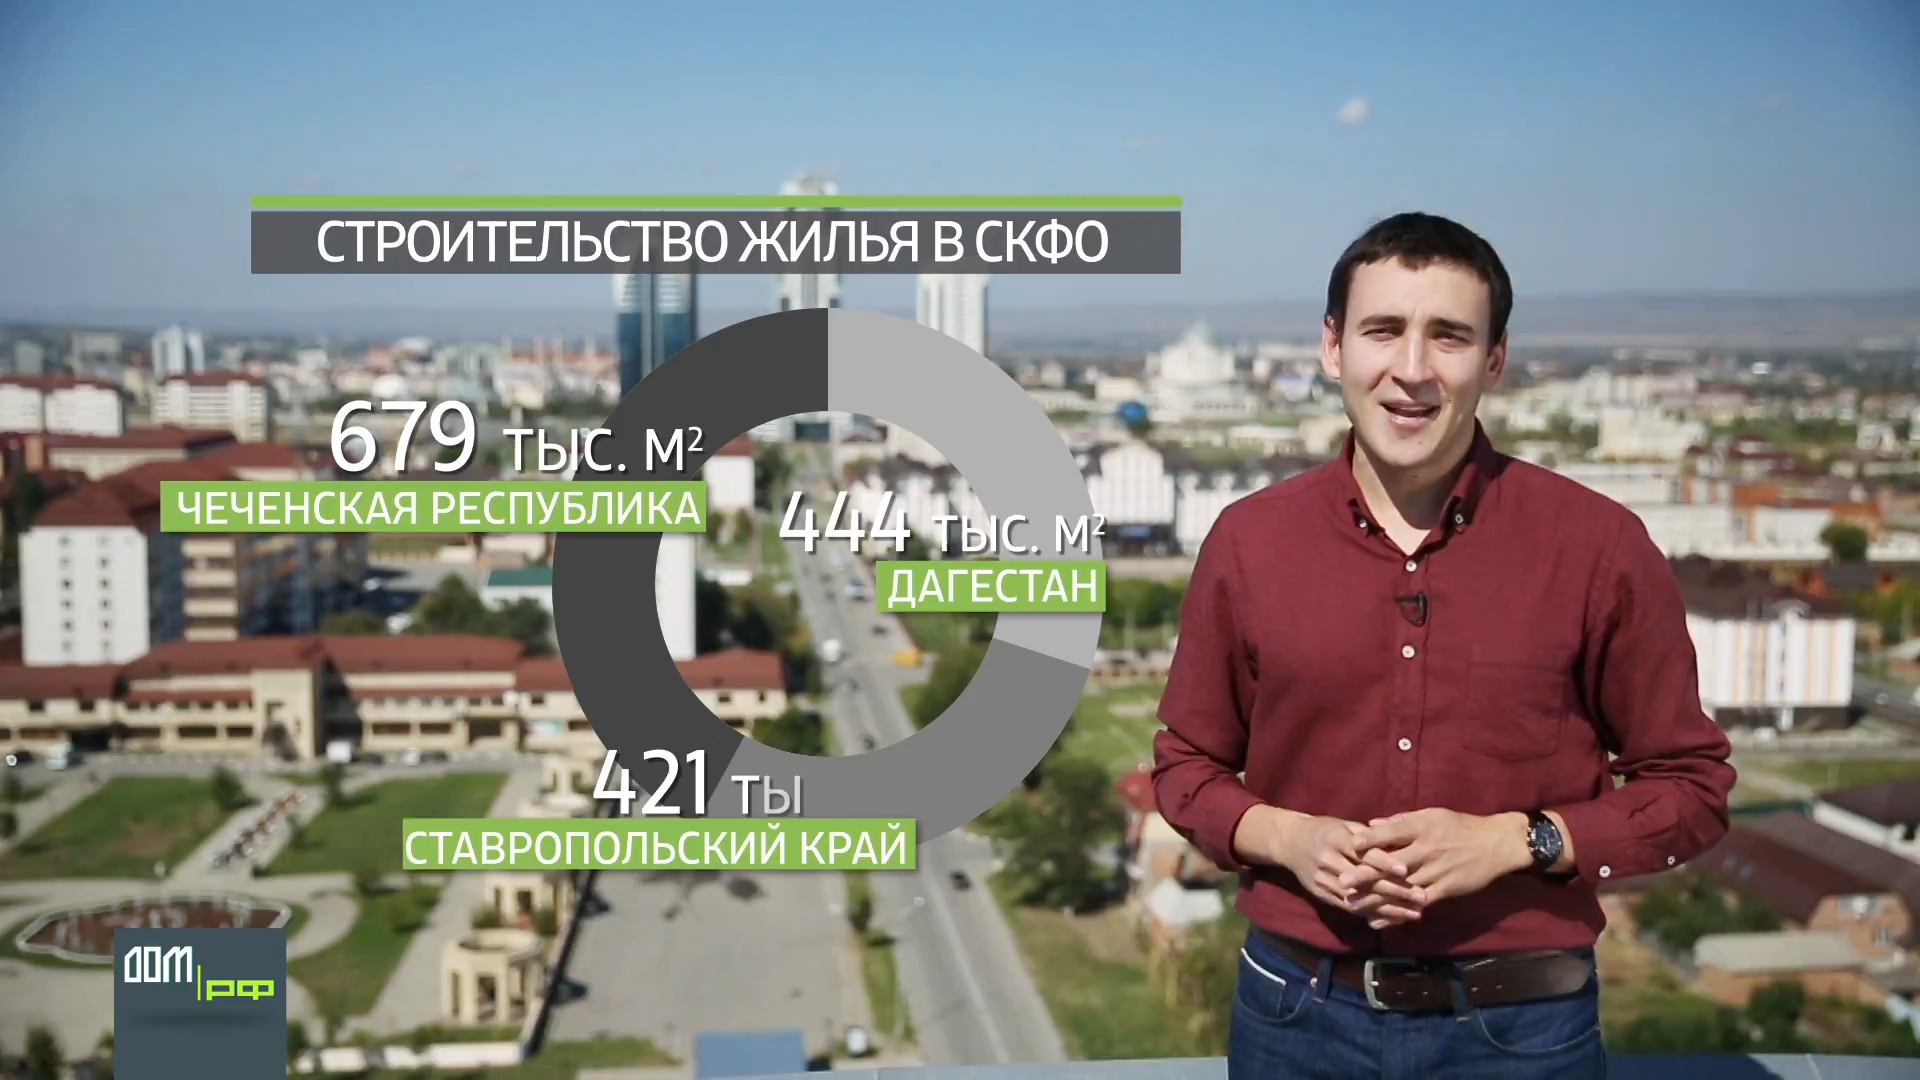 СТРОИТЕЛЬСТВО ЖИЛЬЯ В СКФО
679 ТЫС. М²
ЧЕЧЕНСКАЯ РЕСПУБЛИКА
444 ТЫС. М²
ДАГЕСТАН
421 ТЫ
СТАВРОПОЛЬСКИЙ КРАЙ
ДОМ
РФ